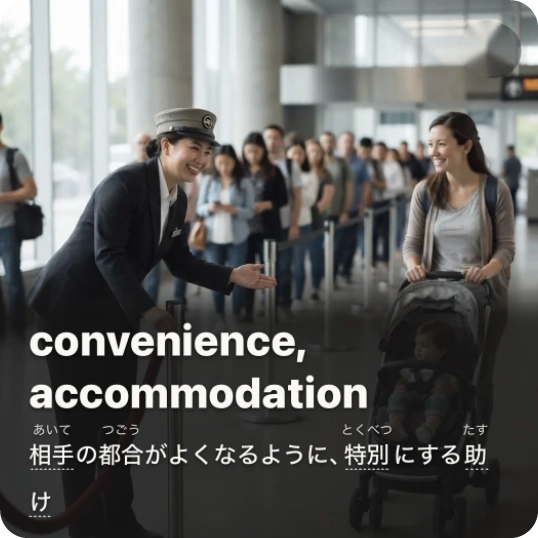 convenience,
accommodation
あいて つごう とくべつ たす
相手の都合がよくなるように、特別にする助
け